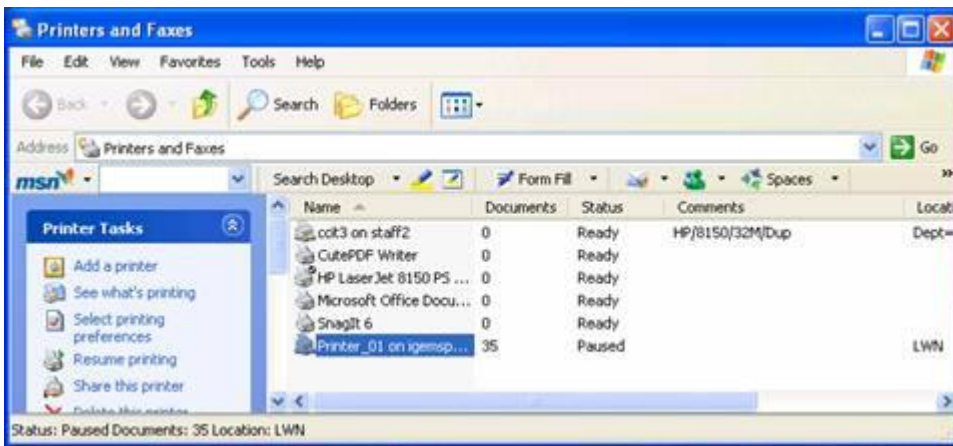 Printers and Faxes
File Edit View Favorites Tools Help
Back Search Folders
Address Printers and Faxes Go
msn Search Desktop Form Fill Spaces »
Name Documents Status Comments Locat
Printer Tasks
ccit3 on staff2 0 Ready HP/8150/32M/Dup Dept=
CutePDF Writer 0 Ready
Add a printer
HP LaserJet 8150 PS ... 0 Ready
See what's printing
Microsoft Office Docu... 0 Ready
Select printing preferences
SnagIt 6 0 Ready
Printer_01 on igemsp... 35 Paused LWN
Resume printing
Share this printer
Delete this printer
Status: Paused Documents: 35 Location: LWN